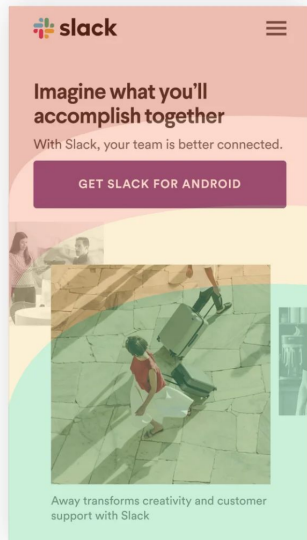 slack
Imagine what you'll
accomplish together
With Slack, your team is better connected.
GET SLACK FOR ANDROID
Away transforms creativity and customer
support with Slack